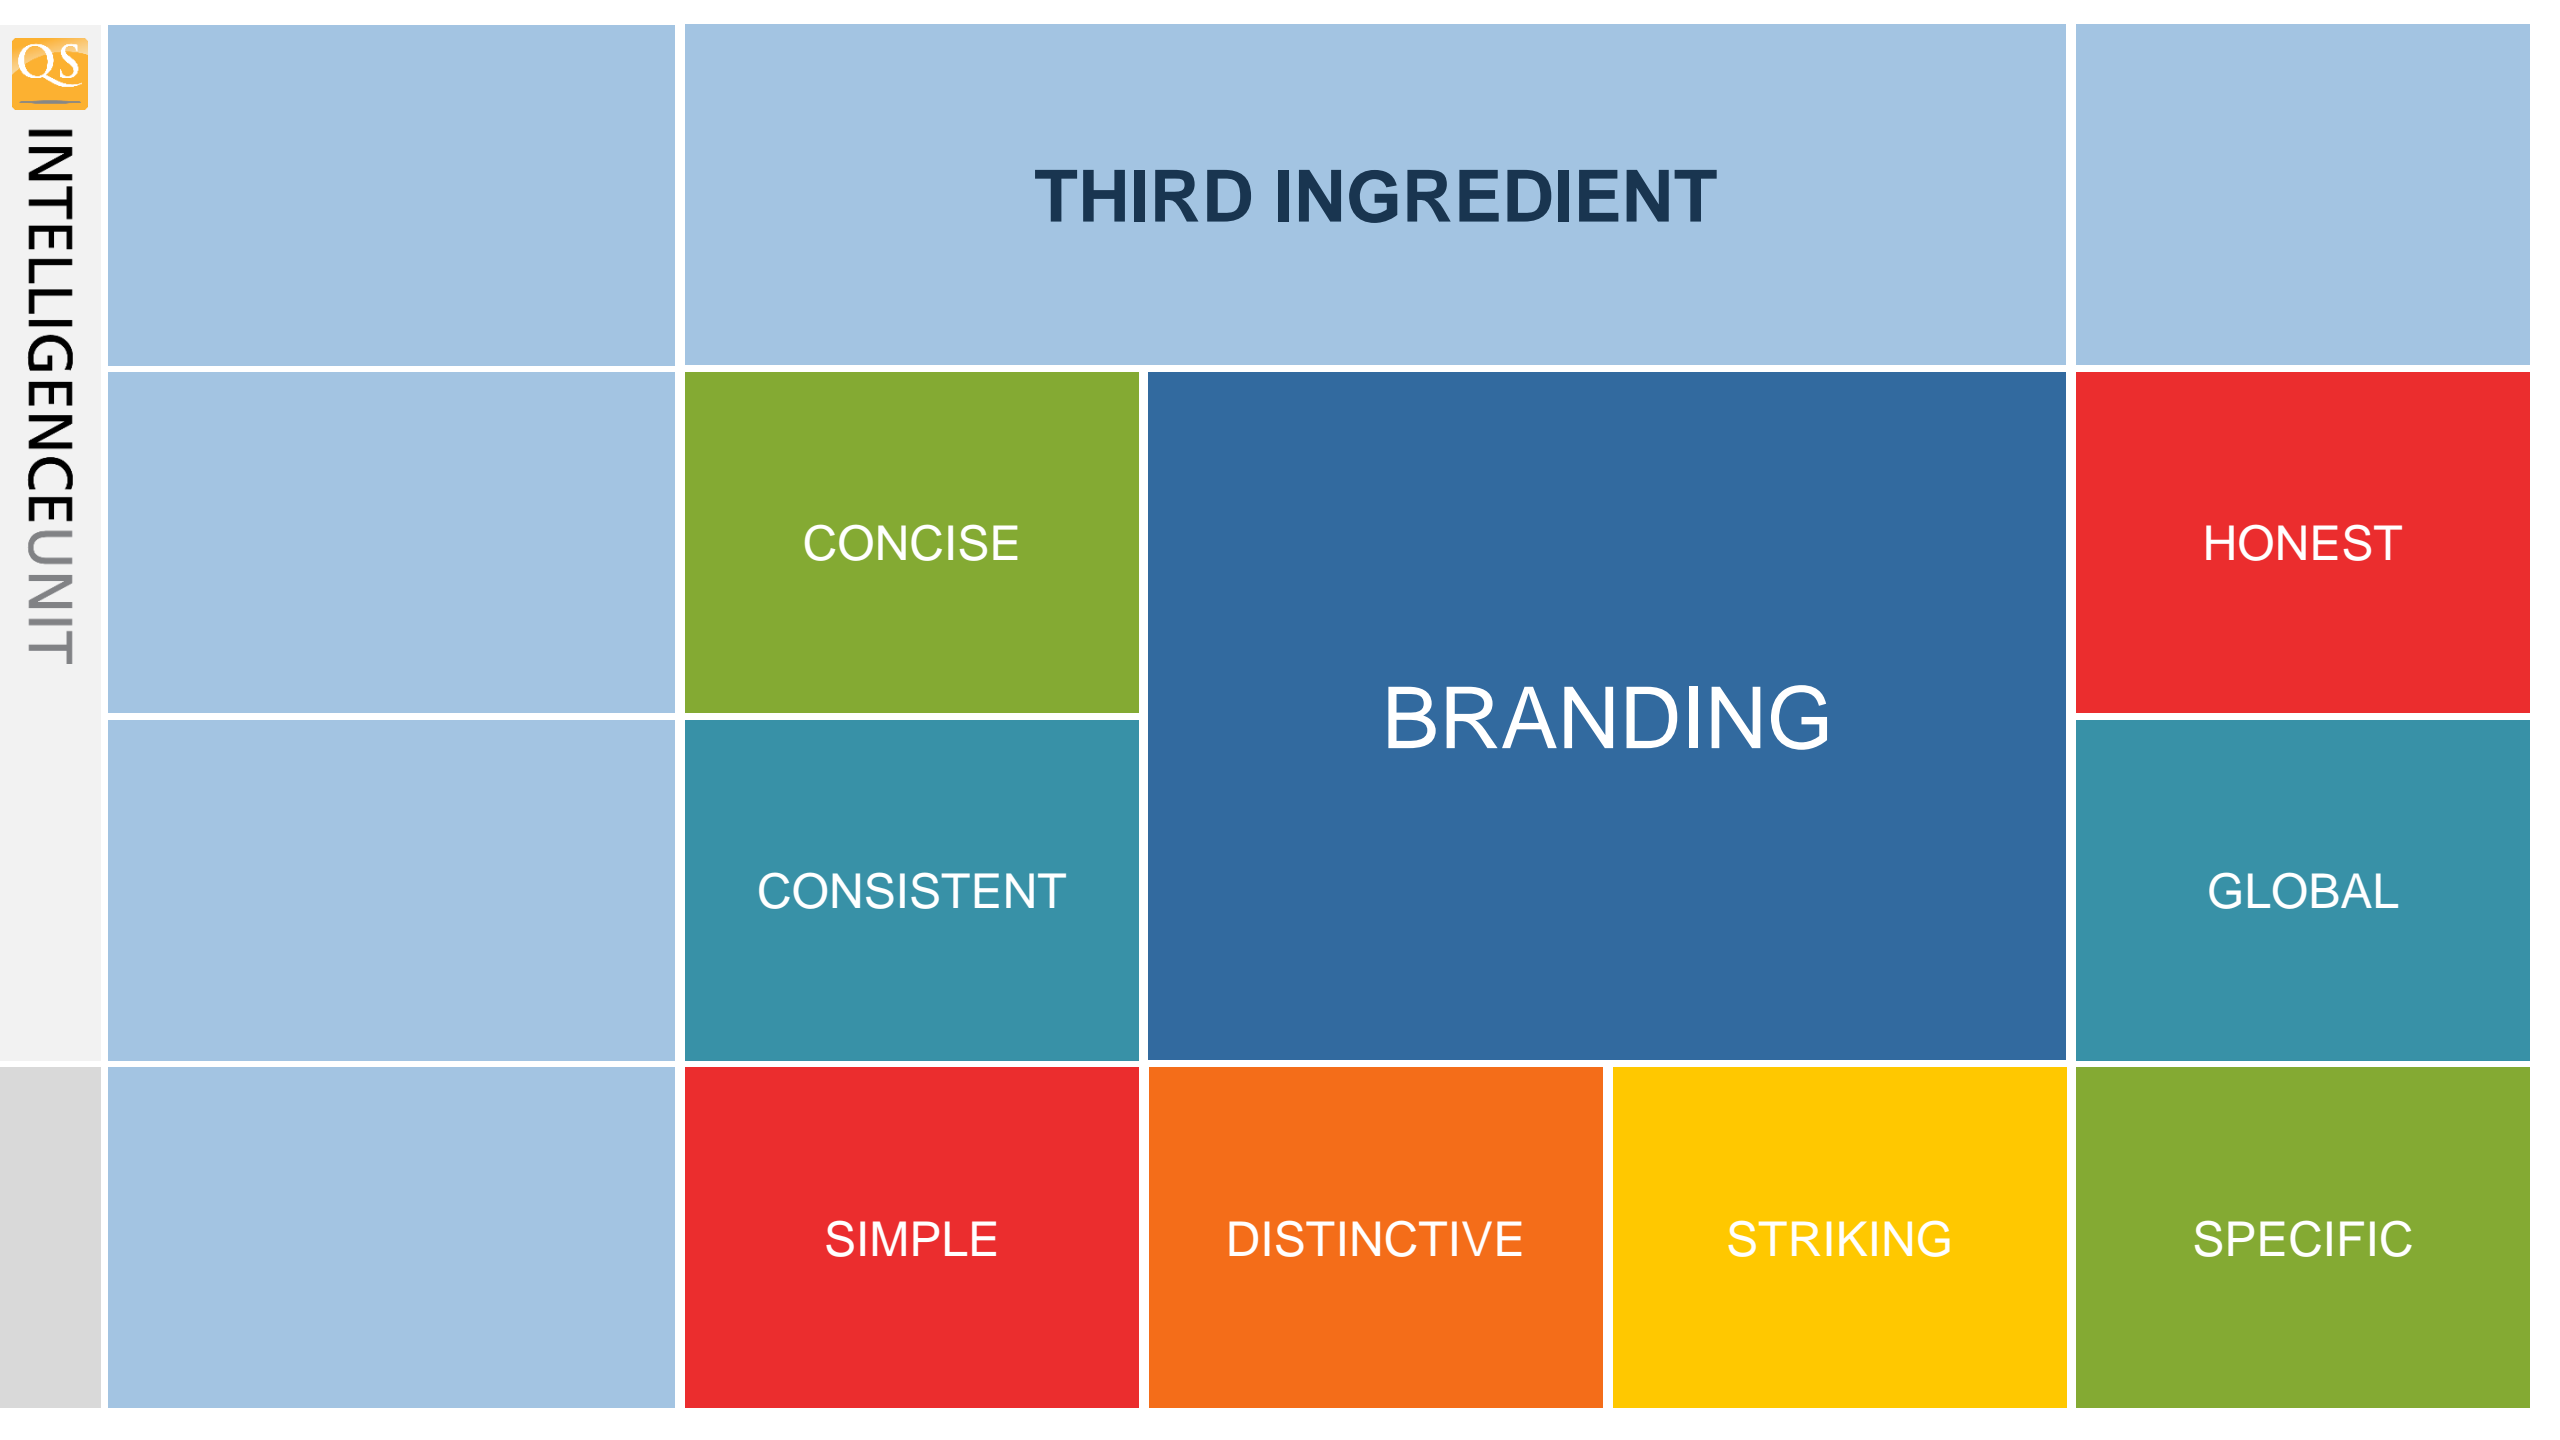 QS
INTELLIGENCEUNIT
THIRD INGREDIENT
CONCISE
BRANDING
HONEST
CONSISTENT
GLOBAL
SIMPLE
DISTINCTIVE
STRIKING
SPECIFIC